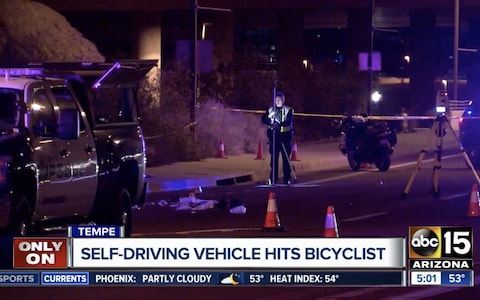 TEMPE
SELF-DRIVING VEHICLE HITS BICYCLIST
ONLY
ON
abc 15
ARIZONA
SPORTS CURRENTS PHOENIX: PARTLY CLOUDY 53° HEAT INDEX: 54°
5:01 53°